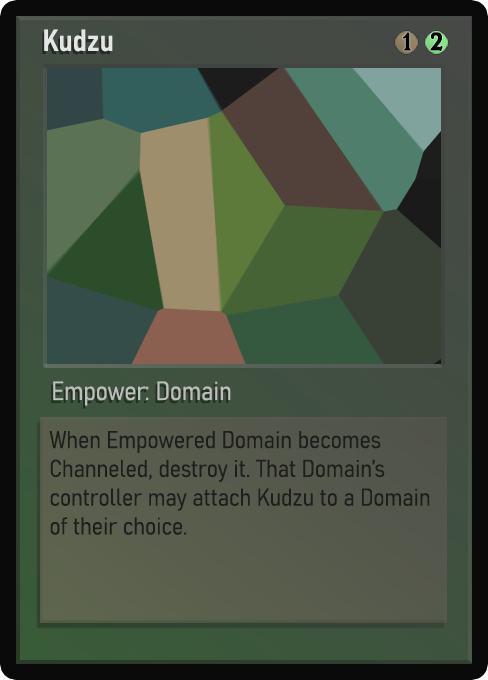 Kudzu 1 2
Empower: Domain
When Empowered Domain becomes
Channeled, destroy it. That Domain's
controller may attach Kudzu to a Domain
of their choice.